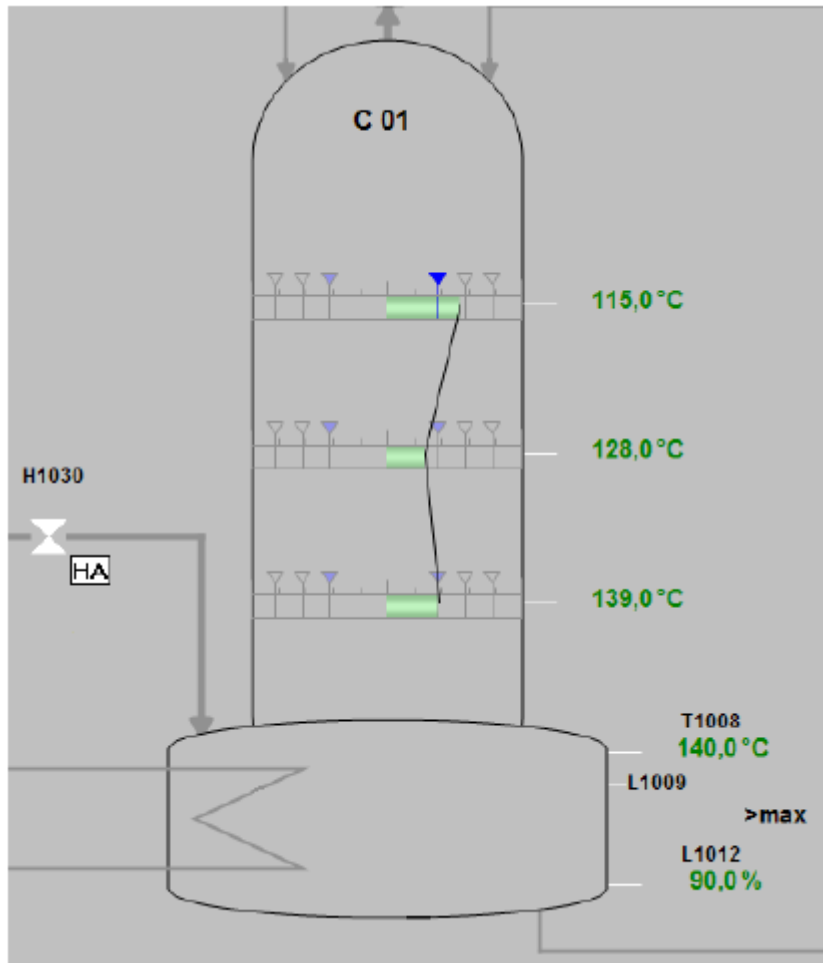 C 01
115,0 °C
128,0 °C
H1030
HA
139,0 °C
T1008
140,0 °C
L1009
>max
L1012
90,0 %